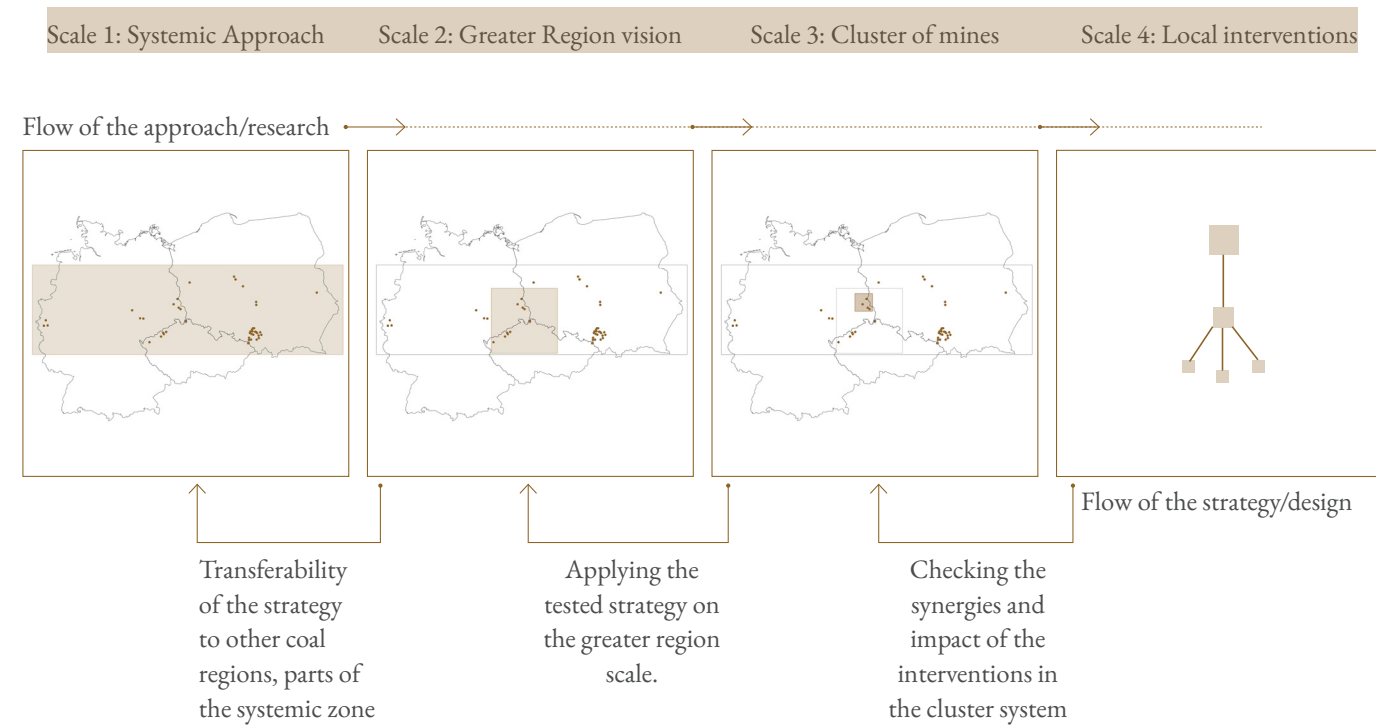 Scale 1: Systemic Approach
Scale 2: Greater Region vision
Scale 3: Cluster of mines
Scale 4: Local interventions
Flow of the approach/research
Flow of the strategy/design
Transferability
of the strategy
to other coal
regions, parts of
the systemic zone
Applying the
tested strategy on
the greater region
scale.
Checking the
synergies and
impact of the
interventions in
the cluster system